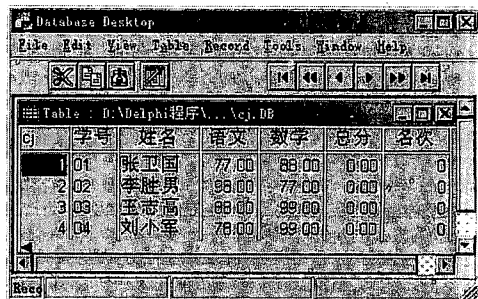 Database Desktop
File Edit View Table Record Tools Window Help
Table : D:\Delphi程序\...\cj.DB
cj 学号 姓名 语文 数学 总分 名次
1 01 张卫国 77.00 88.00 0.00 0
2 02 李胜男 98.00 77.00 0.00 0
3 03 王志高 88.00 99.00 0.00 0
4 04 刘小军 78.00 99.00 0.00 0
Reco